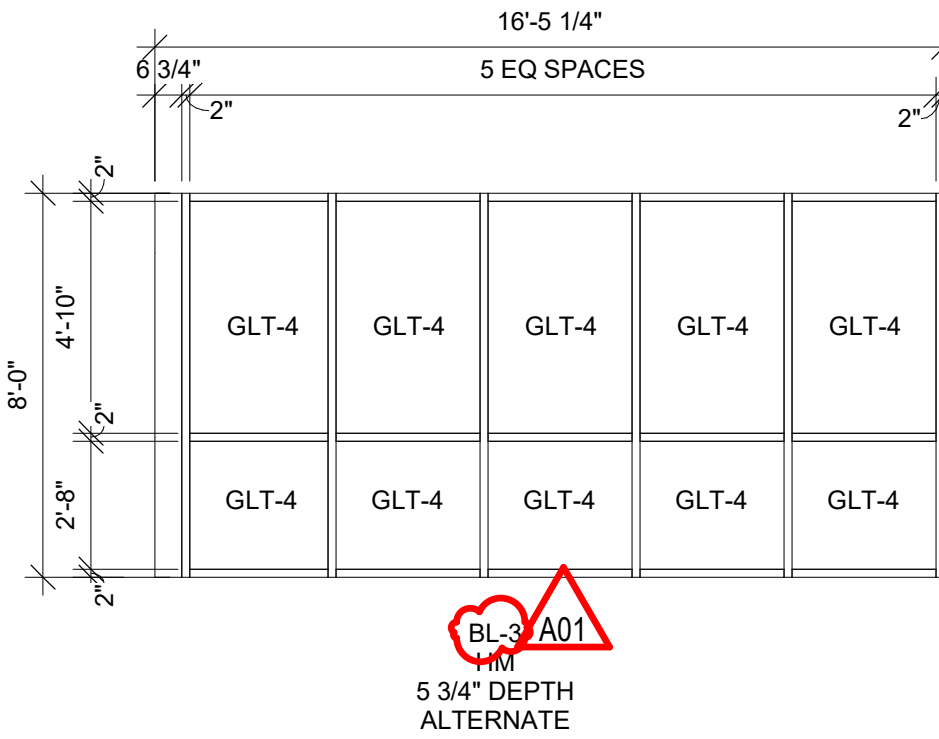 16'-5 1/4"
6 3/4"
5 EQ SPACES
2"
2"
2"
4'-10"
8'-0"
2"
2'-8"
2"
GLT-4 GLT-4 GLT-4 GLT-4 GLT-4
GLT-4 GLT-4 GLT-4 GLT-4 GLT-4
BL-3 A01
HM
5 3/4" DEPTH
ALTERNATE